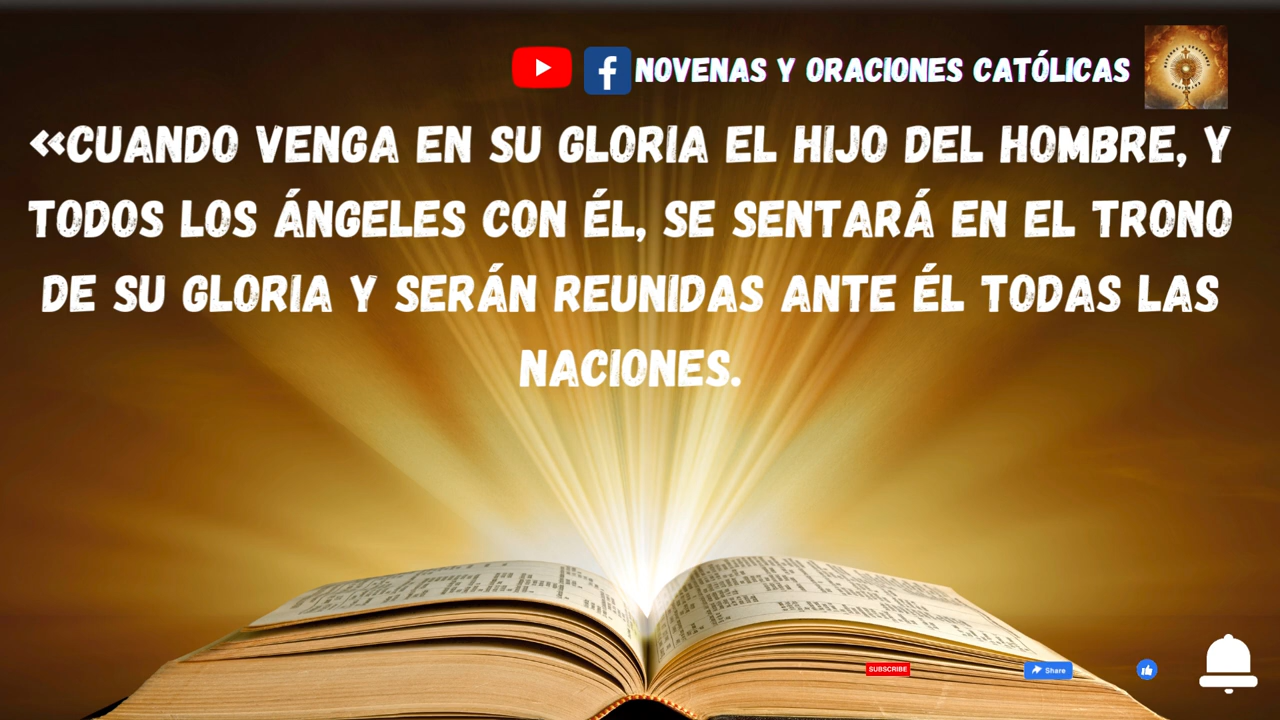 NOVENAS Y ORACIONES CATÓLICAS
«CUANDO VENGA EN SU GLORIA EL HIJO DEL HOMBRE, Y
TODOS LOS ÁNGELES CON ÉL, SE SENTARÁ EN EL TRONO
DE SU GLORIA Y SERÁN REUNIDAS ANTE ÉL TODAS LAS
NACIONES.
SUBSCRIBE
Share